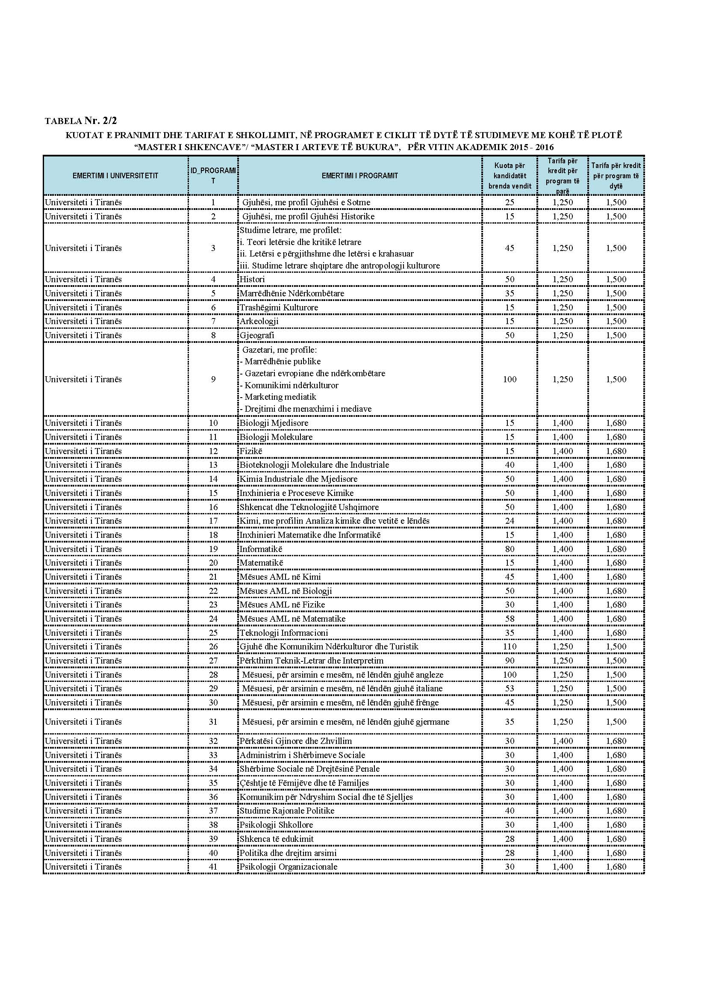 TABELA Nr. 2/2
KUOTAT E PRANIMIT DHE TARIFAT E SHKOLLIMIT, NË PROGRAMET E CIKLIT TË DYTË TË STUDIMEVE ME KOHË TË PLOTË
“MASTER I SHKENCAVE”/ “MASTER I ARTEVE TË BUKURA”, PËR VITIN AKADEMIK 2015 - 2016
EMERTIMI I UNIVERSITETIT
ID_PROGRAMI
T
EMERTIMI I PROGRAMIT
Kuota për
kandidatët
brenda vendit
Tarifa për
kredit për
program të
parë
Tarifa për kredit
për program të
dytë
Universiteti i Tiranës 1 Gjuhësi, me profil Gjuhësi e Sotme 25 1,250 1,500
Universiteti i Tiranës 2 Gjuhësi, me profil Gjuhësi Historike 15 1,250 1,500
Universiteti i Tiranës 3
Studime letrare, me profilet:
i. Teori letërsie dhe kritikë letrare
ii. Letërsi e përgjithshme dhe letërsi e krahasuar
iii. Studime letrare shqiptare dhe antropologji kulturore
45 1,250 1,500
Universiteti i Tiranës 4 Histori 50 1,250 1,500
Universiteti i Tiranës 5 Marrëdhënie Ndërkombëtare 35 1,250 1,500
Universiteti i Tiranës 6 Trashëgimi Kulturore 15 1,250 1,500
Universiteti i Tiranës 7 Arkeologji 15 1,250 1,500
Universiteti i Tiranës 8 Gjeografi 50 1,250 1,500
Universiteti i Tiranës 9
Gazetari, me profile:
- Marrëdhënie publike
- Gazetari evropiane dhe ndërkombëtare
- Komunikimi ndërkulturor
- Marketing mediatik
- Drejtimi dhe menaxhimi i mediave
100 1,250 1,500
Universiteti i Tiranës 10 Biologji Mjedisore 15 1,400 1,680
Universiteti i Tiranës 11 Biologji Molekulare 15 1,400 1,680
Universiteti i Tiranës 12 Fizikë 15 1,400 1,680
Universiteti i Tiranës 13 Bioteknologji Molekulare dhe Industriale 40 1,400 1,680
Universiteti i Tiranës 14 Kimia Industriale dhe Mjedisore 50 1,400 1,680
Universiteti i Tiranës 15 Inxhinieria e Proceseve Kimike 50 1,400 1,680
Universiteti i Tiranës 16 Shkencat dhe Teknologjitë Ushqimore 50 1,400 1,680
Universiteti i Tiranës 17 Kimi, me profilin Analiza kimike dhe vetitë e lëndës 24 1,400 1,680
Universiteti i Tiranës 18 Inxhinieri Matematike dhe Informatikë 15 1,400 1,680
Universiteti i Tiranës 19 Informatikë 80 1,400 1,680
Universiteti i Tiranës 20 Matematikë 15 1,400 1,680
Universiteti i Tiranës 21 Mësues AML në Kimi 45 1,400 1,680
Universiteti i Tiranës 22 Mësues AML në Biologji 50 1,400 1,680
Universiteti i Tiranës 23 Mësues AML në Fizike 30 1,400 1,680
Universiteti i Tiranës 24 Mësues AML në Matematike 58 1,400 1,680
Universiteti i Tiranës 25 Teknologji Informacioni 35 1,400 1,680
Universiteti i Tiranës 26 Gjuhë dhe Komunikim Ndërkulturor dhe Turistik 110 1,250 1,500
Universiteti i Tiranës 27 Përkthim Teknik-Letrar dhe Interpretim 90 1,250 1,500
Universiteti i Tiranës 28 Mësuesi, për arsimin e mesëm, në lëndën gjuhë angleze 100 1,250 1,500
Universiteti i Tiranës 29 Mësuesi, për arsimin e mesëm, në lëndën gjuhë italiane 53 1,250 1,500
Universiteti i Tiranës 30 Mësuesi, për arsimin e mesëm, në lëndën gjuhë frënge 45 1,250 1,500
Universiteti i Tiranës 31 Mësuesi, për arsimin e mesëm, në lëndën gjuhë gjermane 35 1,250 1,500
Universiteti i Tiranës 32 Përkatësi Gjinore dhe Zhvillim 30 1,400 1,680
Universiteti i Tiranës 33 Administrim i Shërbimeve Sociale 30 1,400 1,680
Universiteti i Tiranës 34 Shërbime Sociale në Drejtësinë Penale 30 1,400 1,680
Universiteti i Tiranës 35 Çështje të Fëmijëve dhe të Familjes 30 1,400 1,680
Universiteti i Tiranës 36 Komunikim për Ndryshim Social dhe të Sjelljes 30 1,400 1,680
Universiteti i Tiranës 37 Studime Rajonale Politike 40 1,400 1,680
Universiteti i Tiranës 38 Psikologji Shkollore 30 1,400 1,680
Universiteti i Tiranës 39 Shkenca të edukimit 28 1,400 1,680
Universiteti i Tiranës 40 Politika dhe drejtim arsimi 28 1,400 1,680
Universiteti i Tiranës 41 Psikologji Organizacionale 30 1,400 1,680